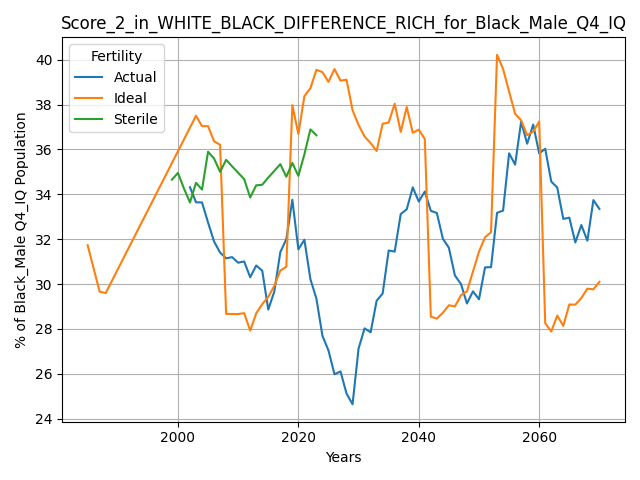 Score_2_in_WHITE_BLACK_DIFFERENCE_RICH_for_Black_Male_Q4_IQ
Fertility
Actual
Ideal
Sterile
% of Black_Male Q4_IQ Population
40
38
36
34
32
30
28
26
24
2000
2020
2040
2060
Years